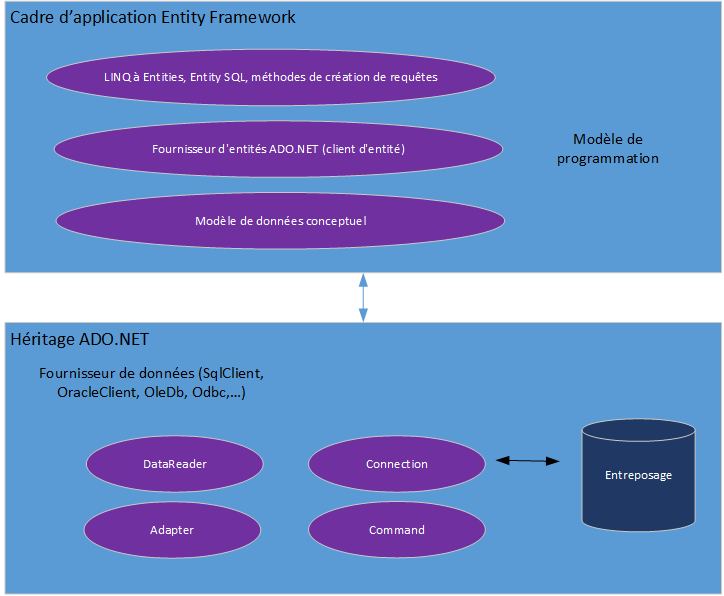 Cadre d’application Entity Framework
LINQ à Entities, Entity SQL, méthodes de création de requêtes
Fournisseur d'entités ADO.NET (client d'entité)
Modèle de données conceptuel
Modèle de
programmation
Héritage ADO.NET
Fournisseur de données (SqlClient,
OracleClient, OleDb, Odbc,…)
DataReader
Connection
Adapter
Command
Entreposage